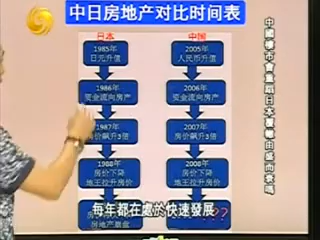 中日房地产对比时间表
日本
中国
1985年
日元升值
2005年
人民币升值
1986年
资金流向房产
2006年
资金流向房产
1987年
房价飙升3倍
2007年
房价飙升3倍
1988年
房价下降
地王拉升房价
2008年
房价下降
地王拉升房价
房地产崩盘
??
每年都在處於快速發展
中國樓市會重蹈日本覆轍由盛而衰嗎